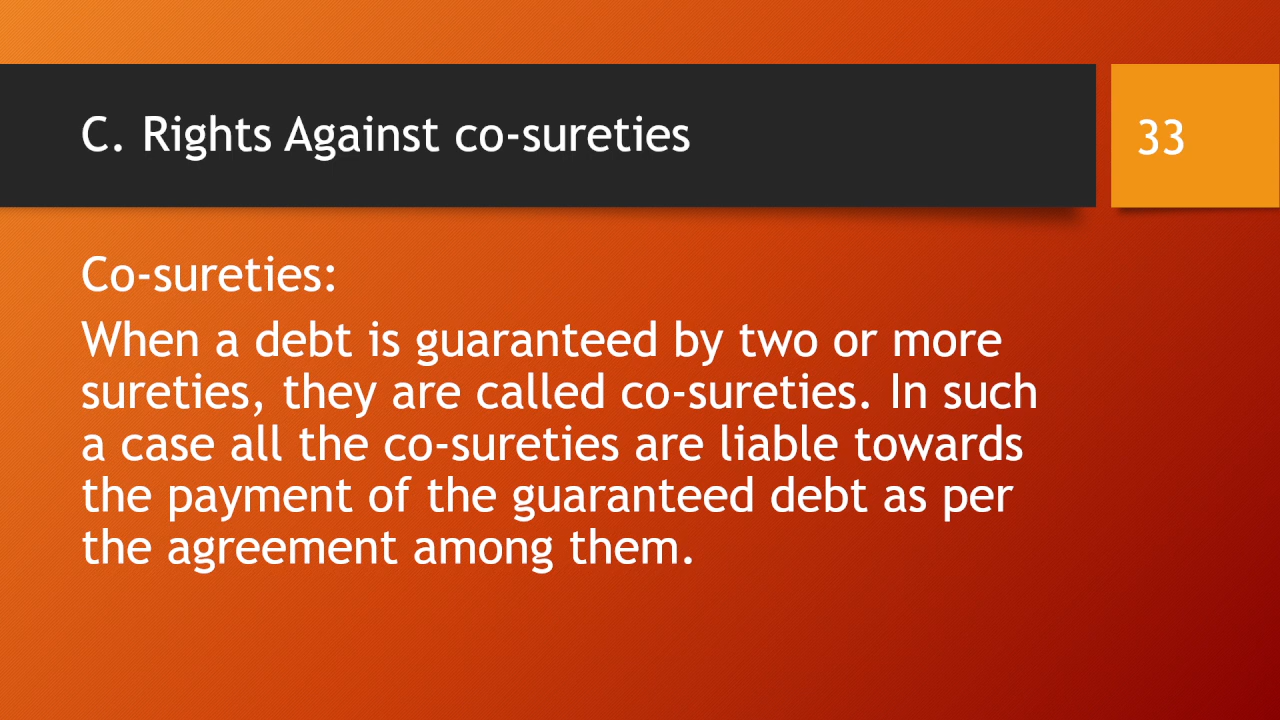 C. Rights Against co-sureties
33
Co-sureties:
When a debt is guaranteed by two or more
sureties, they are called co-sureties. In such
a case all the co-sureties are liable towards
the payment of the guaranteed debt as per
the agreement among them.